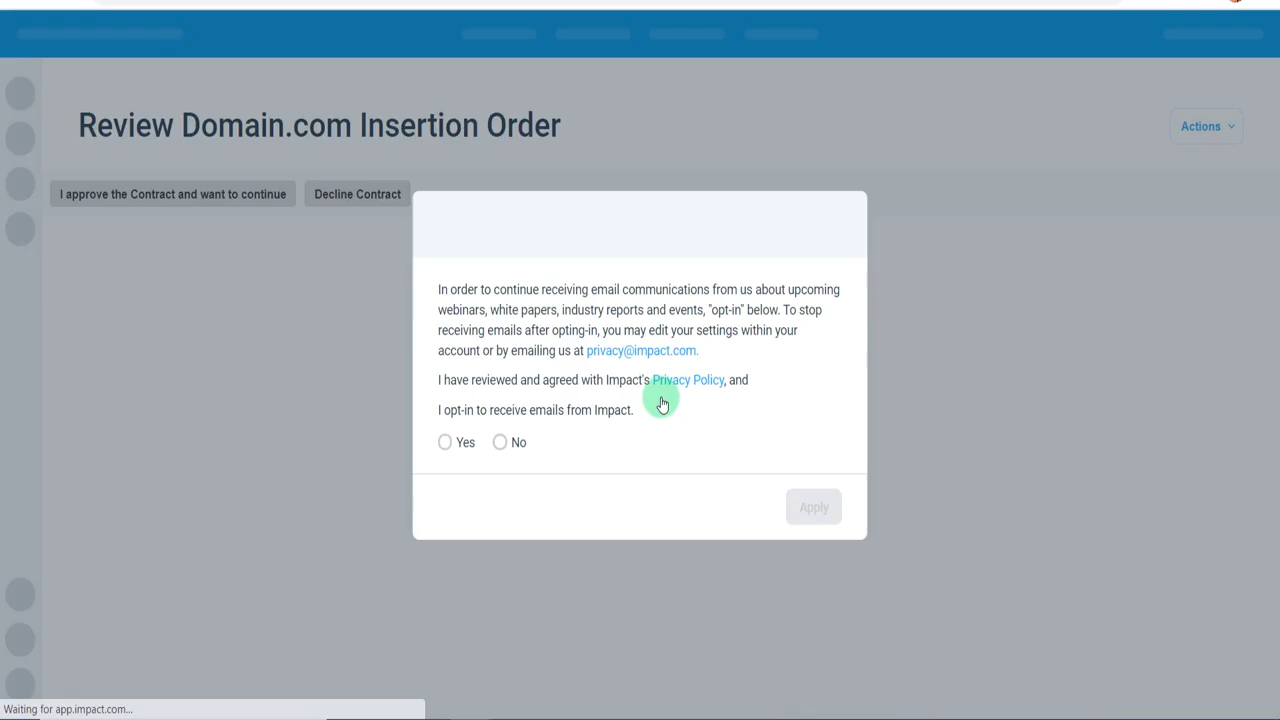 Review Domain.com Insertion Order
Actions
I approve the Contract and want to continue
Decline Contract
In order to continue receiving email communications from us about upcoming
webinars, white papers, industry reports and events, "opt-in" below. To stop
receiving emails after opting-in, you may edit your settings within your
account or by emailing us at privacy@impact.com.
I have reviewed and agreed with Impact's Privacy Policy, and
I opt-in to receive emails from Impact.
Yes No
Apply
Waiting for app.impact.com...